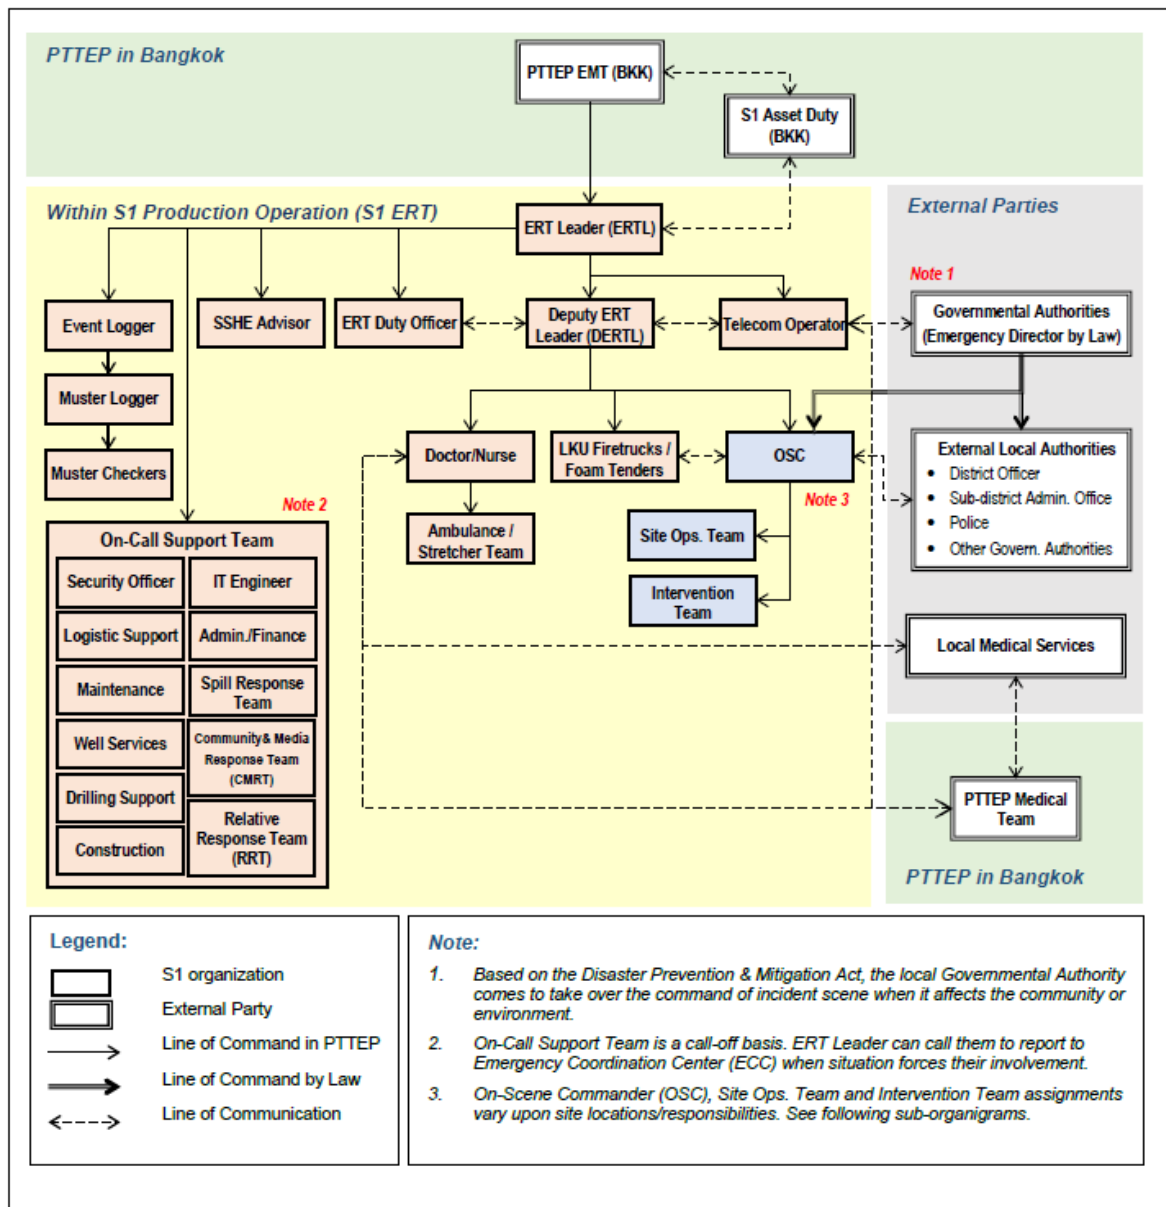 PTTEP in Bangkok
PTTEP EMT (BKK)
S1 Asset Duty
(BKK)
Within S1 Production Operation (S1 ERT)
ERT Leader (ERTL)
External Parties
Note 1
Event Logger
SSHE Advisor
ERT Duty Officer
Deputy ERT
Leader (DERTL)
Telecom Operator
Governmental Authorities
(Emergency Director by Law)
Muster Logger
Muster Checkers
Doctor/Nurse
LKU Firetrucks /
Foam Tenders
OSC
External Local Authorities
• District Officer
• Sub-district Admin. Office
• Police
• Other Govern. Authorities
Note 2
Note 3
Ambulance /
Stretcher Team
Site Ops. Team
Intervention
Team
On-Call Support Team
Security Officer
IT Engineer
Logistic Support
Admin./Finance
Maintenance
Spill Response
Team
Well Services
Community& Media
Response Team
(CMRT)
Drilling Support
Construction
Relative
Response Team
(RRT)
Local Medical Services
PTTEP Medical
Team
PTTEP in Bangkok
Legend:
S1 organization
External Party
Line of Command in PTTEP
Line of Command by Law
Line of Communication
Note:
1. Based on the Disaster Prevention & Mitigation Act, the local Governmental Authority
comes to take over the command of incident scene when it affects the community or
environment.
2. On-Call Support Team is a call-off basis. ERT Leader can call them to report to
Emergency Coordination Center (ECC) when situation forces their involvement.
3. On-Scene Commander (OSC), Site Ops. Team and Intervention Team assignments
vary upon site locations/responsibilities. See following sub-organigrams.